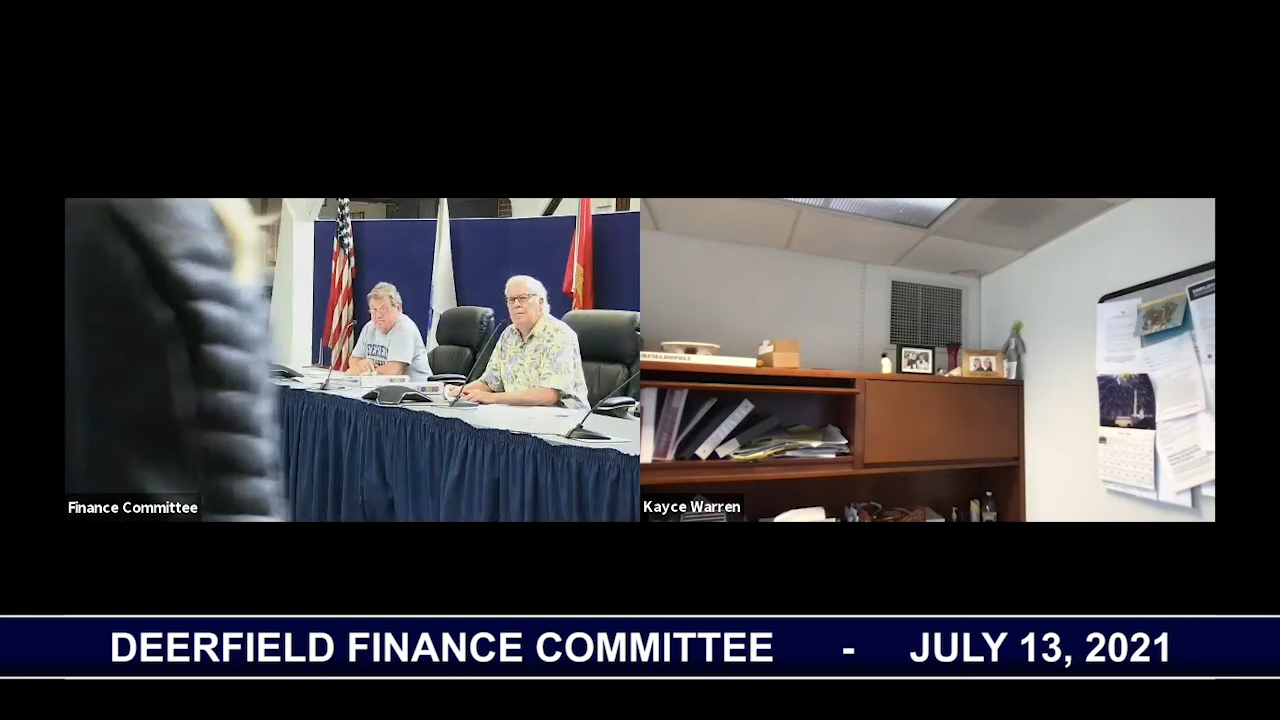 Finance Committee
Kayce Warren
DEERFIELD FINANCE COMMITTEE - JULY 13, 2021